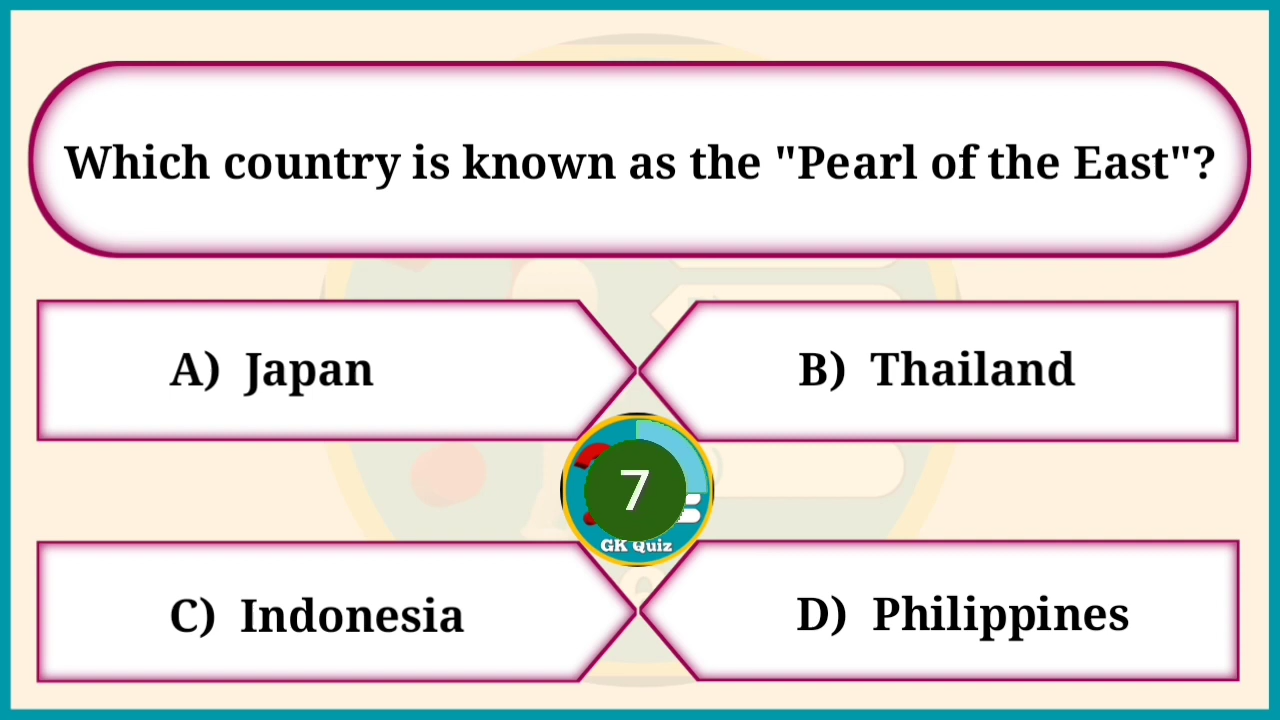 Which country is known as the "Pearl of the East"?
A) Japan
B) Thailand
7
GK Quiz
C) Indonesia
D) Philippines